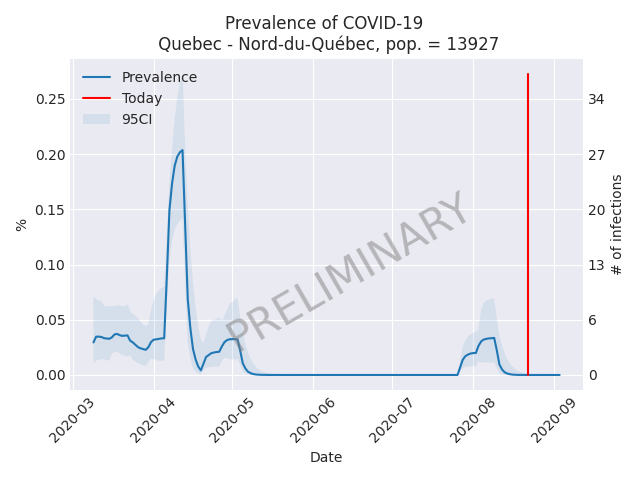 Prevalence of COVID-19
Quebec - Nord-du-Québec, pop. = 13927
Prevalence
Today
95CI
0.25
0.20
0.15
0.10
0.05
0.00
%
34
27
20
13
6
0
# of infections
PRELIMINARY
2020-03
2020-04
2020-05
2020-06
2020-07
2020-08
2020-09
Date